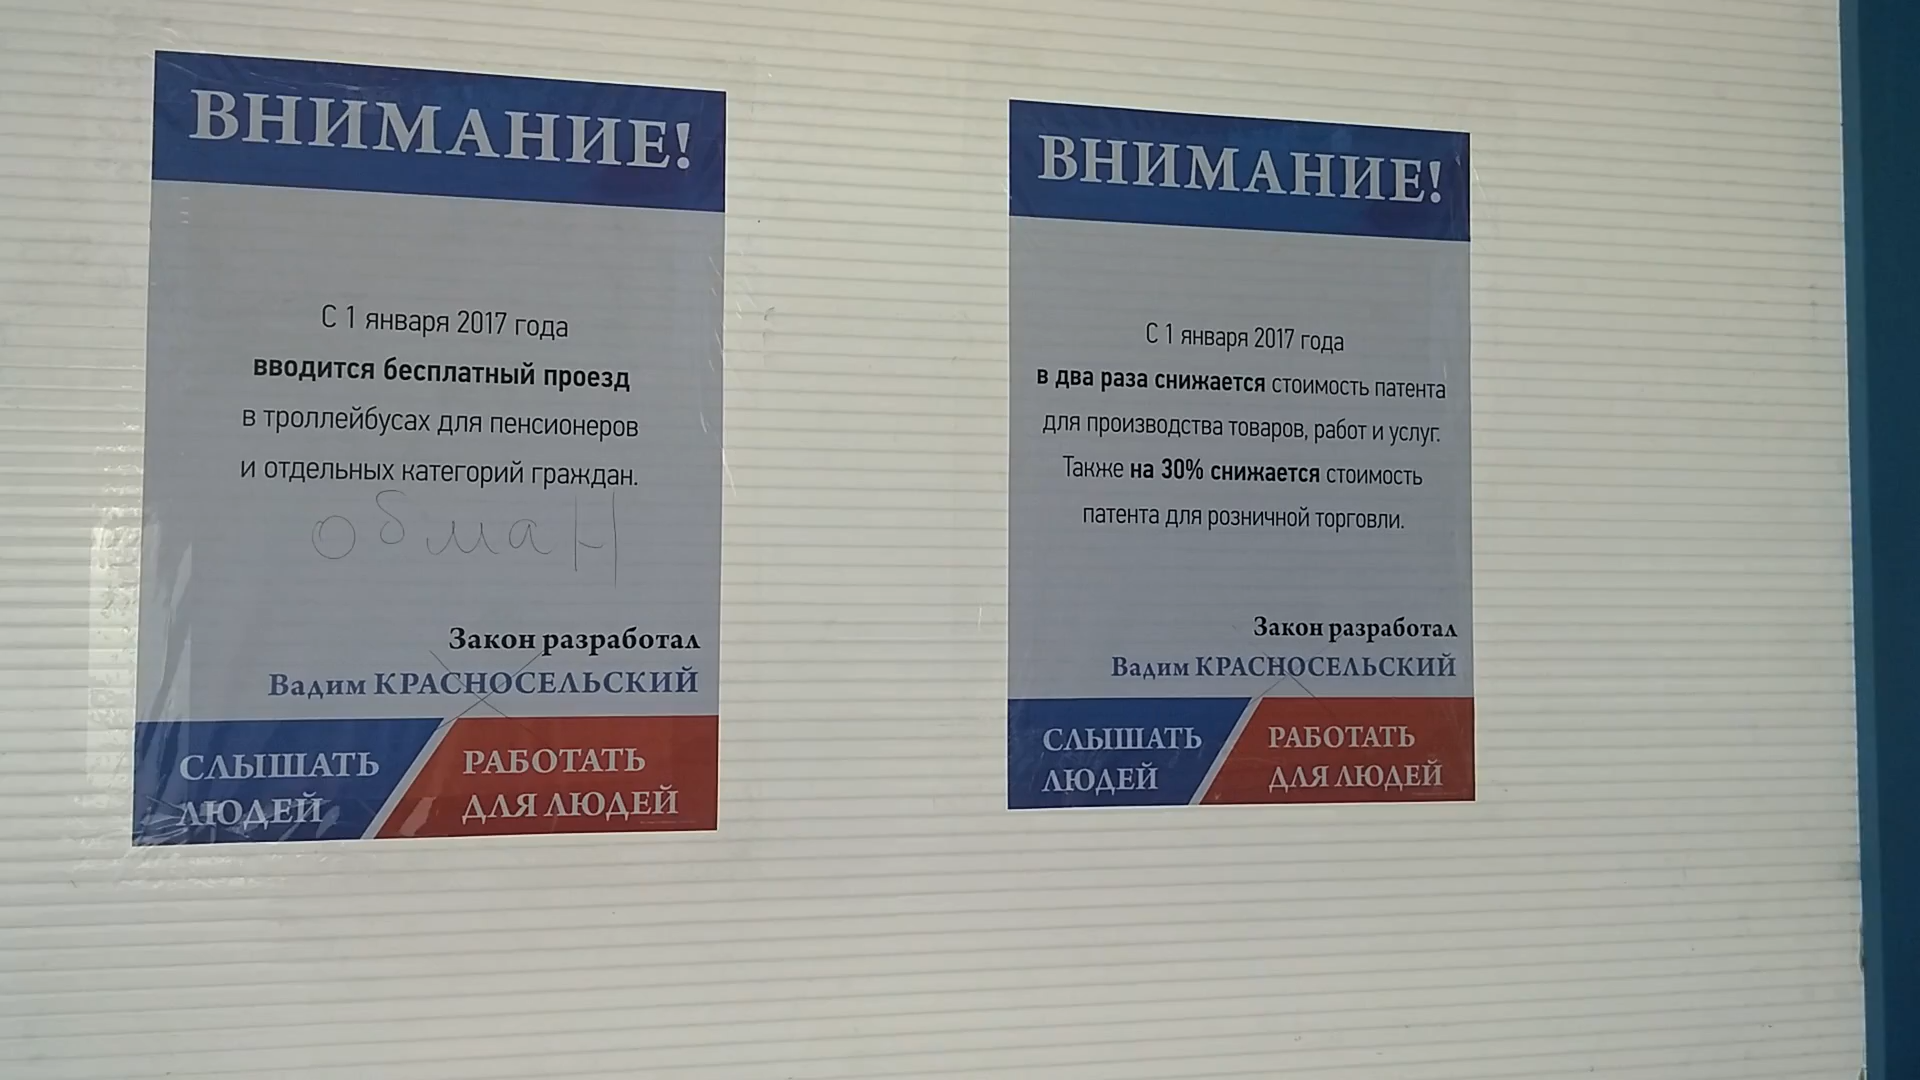 ВНИМАНИЕ!
С 1 января 2017 года
вводится бесплатный проезд
в троллейбусах для пенсионеров
и отдельных категорий граждан.
обман
Закон разработал
Вадим КРАСНОСЕЛЬСКИЙ
СЛЫШАТЬ
ЛЮДЕЙ
РАБОТАТЬ
ДЛЯ ЛЮДЕЙ
ВНИМАНИЕ!
С 1 января 2017 года
в два раза снижается стоимость патента
для производства товаров, работ и услуг.
Также на 30% снижается стоимость
патента для розничной торговли.
Закон разработал
Вадим КРАСНОСЕЛЬСКИЙ
СЛЫШАТЬ
ЛЮДЕЙ
РАБОТАТЬ
ДЛЯ ЛЮДЕЙ